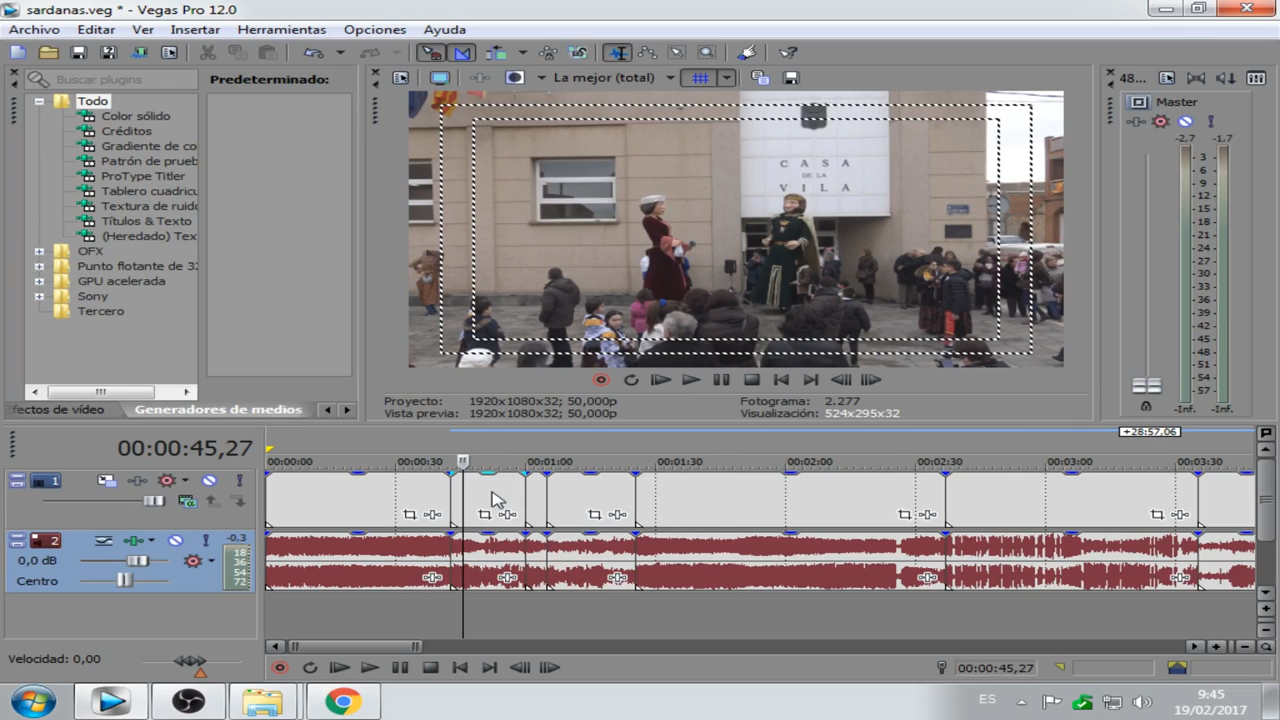 sardanas.veg * - Vegas Pro 12.0
Archivo Editar Ver Insertar Herramientas Opciones Ayuda
Buscar plugins
Predeterminado:
La mejor (total)
48...
Todo
Color sólido
Créditos
Gradiente de co
Patrón de prueb
ProType Titler
Tablero cuadricu
Textura de ruido
Títulos & Texto
(Heredado) Tex
OFX
Punto flotante de 32
GPU acelerada
Sony
Tercero
CASA
DE LA
VILA
Master
-2,7 -1,7
3
6
9
12
15
18
21
24
27
30
33
36
39
42
45
48
51
54
57
-Inf. -Inf.
Efectos de vídeo Generadores de medios
Proyecto: 1920x1080x32; 50,000p Fotograma: 2.277
Vista previa: 1920x1080x32; 50,000p Visualización: 524x295x32
00:00:45,27
+28:57,06
00:00:00 00:00:30 00:01:00 00:01:30 00:02:00 00:02:30 00:03:00 00:03:30
1
2
-0.3
0,0 dB
Centro
18
36
54
72
Velocidad: 0,00
00:00:45,27
ES
9:45
19/02/2017